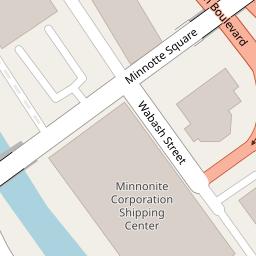 Boulevard
Minnotte Square
Wabash Street
Minnonite
Corporation
Shipping
Center